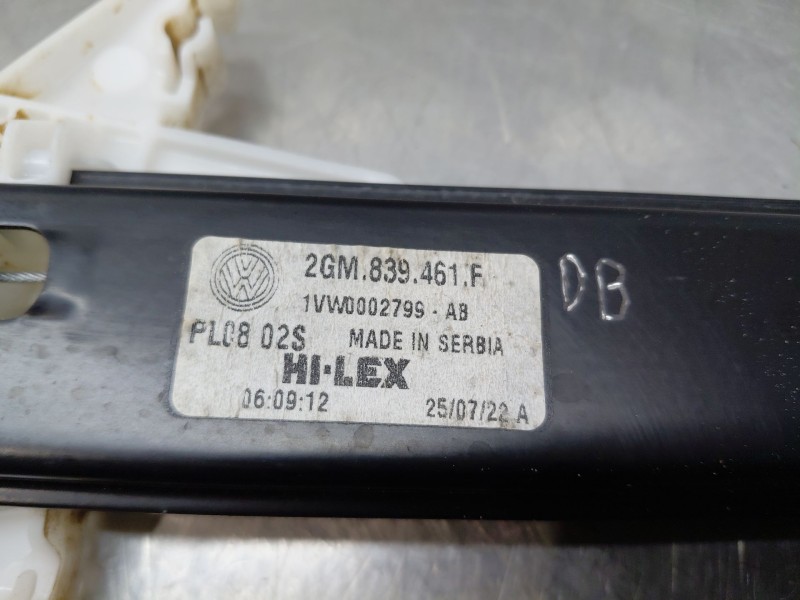 2GM.839.461.F
1VW0002799 - AB
PL08 02S MADE IN SERBIA
HI·LEX
06:09:12 25/07/22 A
DB